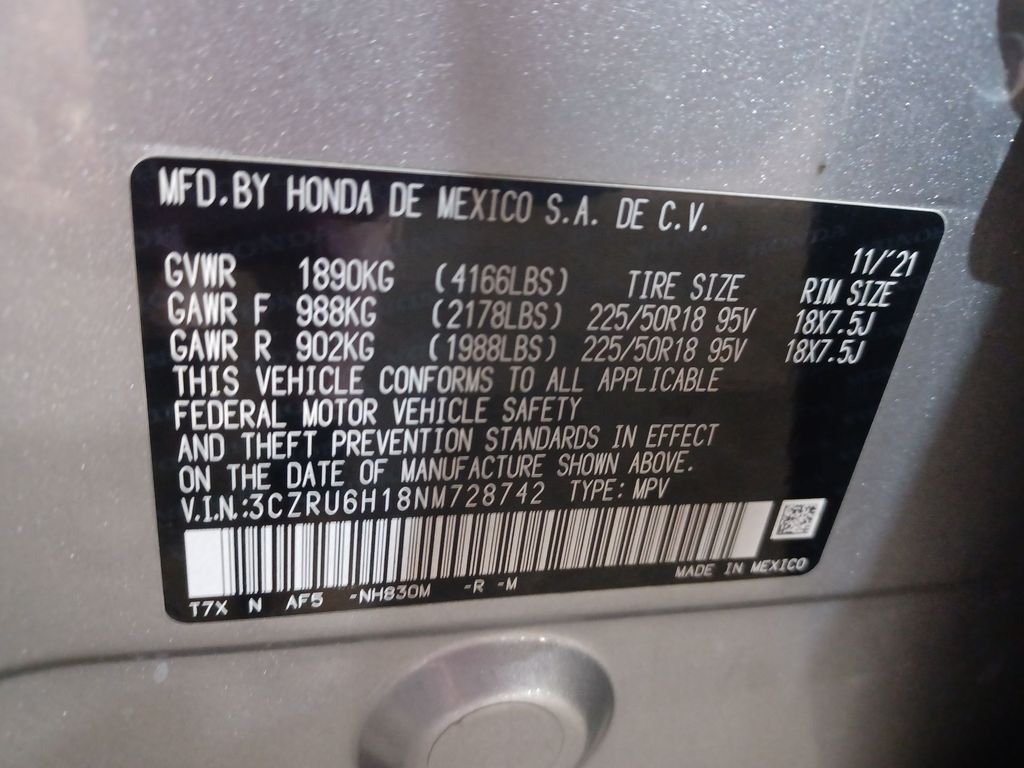 MFD.BY HONDA DE MEXICO S.A. DE C.V.
11/'21
GVWR 1890KG (4166LBS) TIRE SIZE RIM SIZE
GAWR F 988KG (2178LBS) 225/50R18 95V 18X7.5J
GAWR R 902KG (1988LBS) 225/50R18 95V 18X7.5J
THIS VEHICLE CONFORMS TO ALL APPLICABLE
FEDERAL MOTOR VEHICLE SAFETY
AND THEFT PREVENTION STANDARDS IN EFFECT
ON THE DATE OF MANUFACTURE SHOWN ABOVE.
V.I.N.:3CZRU6H18NM728742 TYPE: MPV
T7X N AF5 -NH830M -R -M MADE IN MEXICO